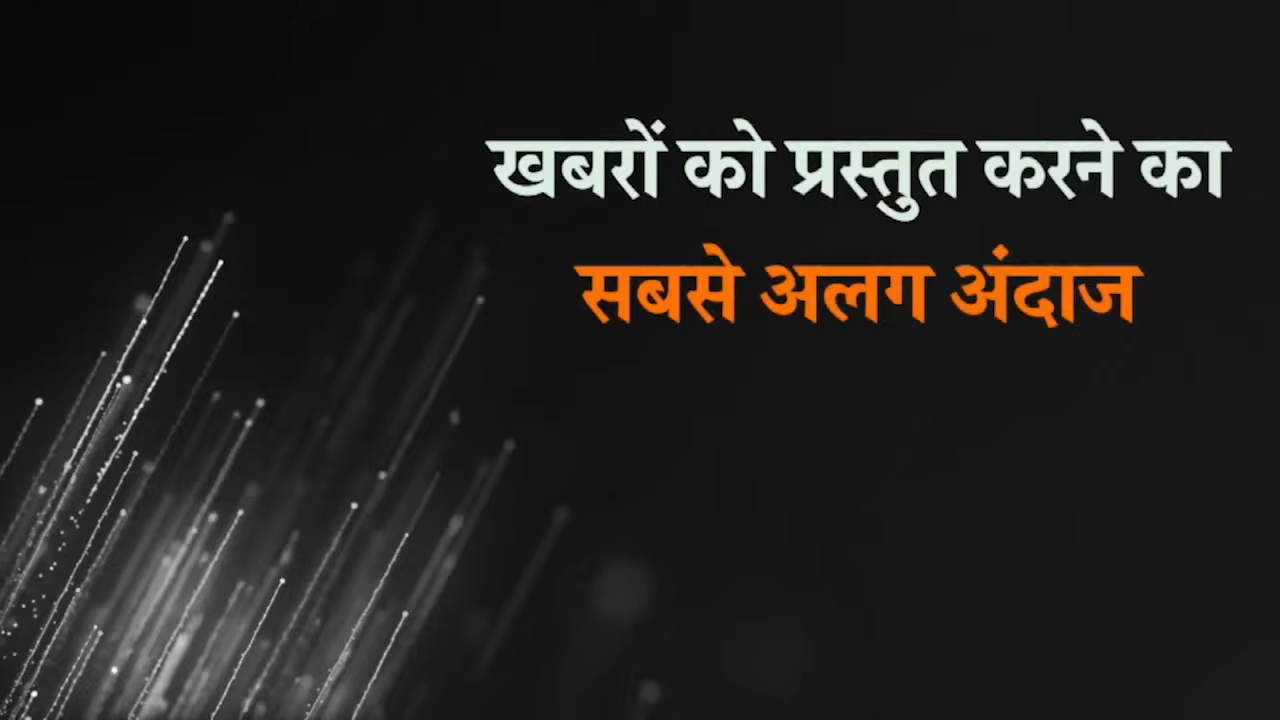 खबरों को प्रस्तुत करने का
सबसे अलग अंदाज